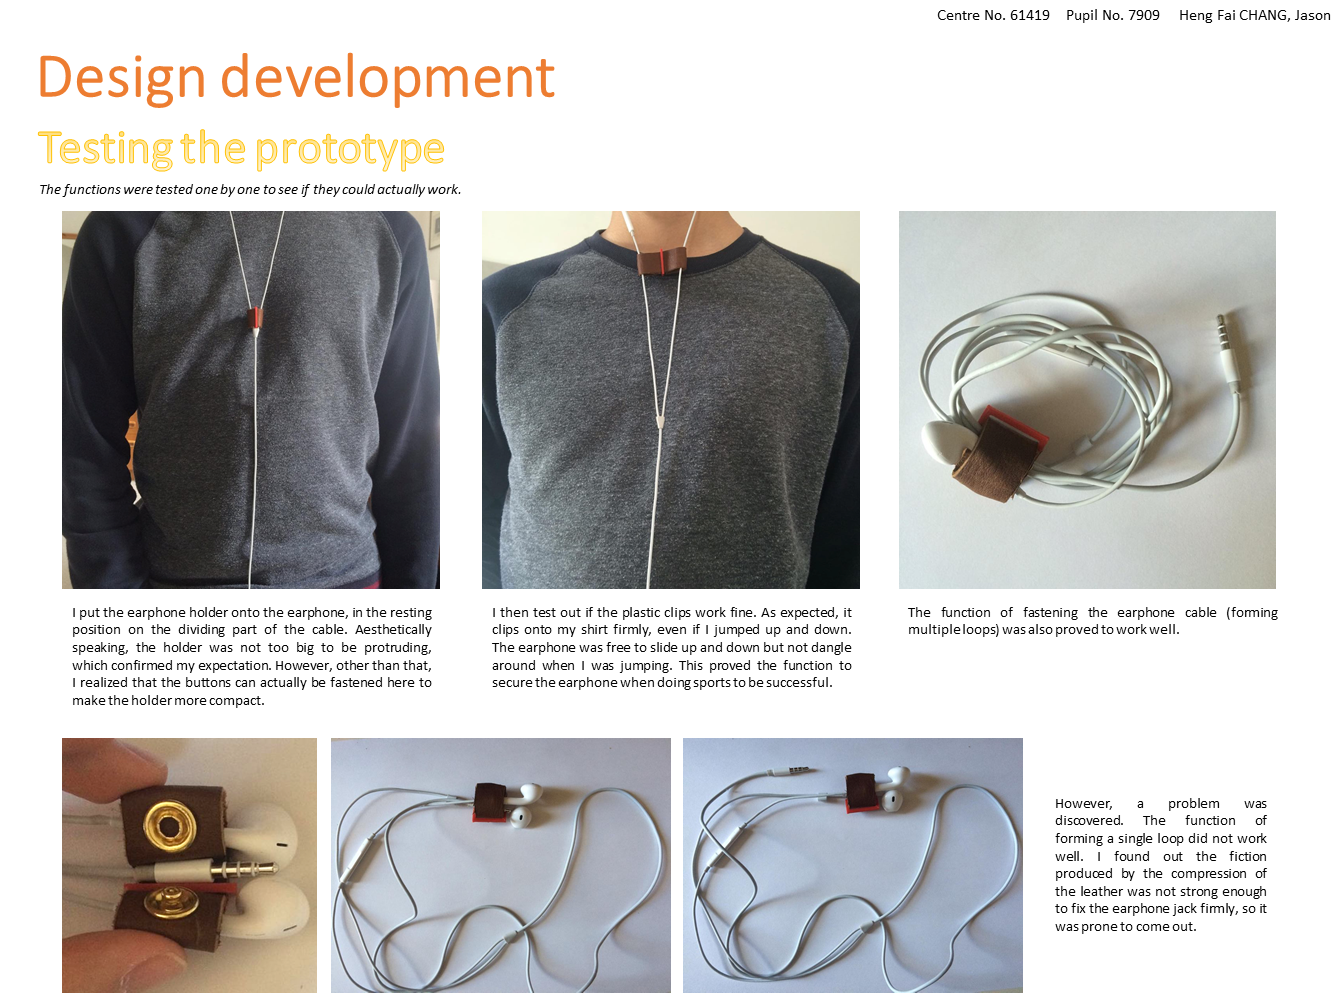 Centre No. 61419 Pupil No. 7909 Heng Fai CHANG, Jason
Design development
Testing the prototype
The functions were tested one by one to see if they could actually work.
I put the earphone holder onto the earphone, in the resting
position on the dividing part of the cable. Aesthetically
speaking, the holder was not too big to be protruding,
which confirmed my expectation. However, other than that,
I realized that the buttons can actually be fastened here to
make the holder more compact.
I then test out if the plastic clips work fine. As expected, it
clips onto my shirt firmly, even if I jumped up and down.
The earphone was free to slide up and down but not dangle
around when I was jumping. This proved the function to
secure the earphone when doing sports to be successful.
The function of fastening the earphone cable (forming
multiple loops) was also proved to work well.
However, a problem was
discovered. The function of
forming a single loop did not work
well. I found out the fiction
produced by the compression of
the leather was not strong enough
to fix the earphone jack firmly, so it
was prone to come out.